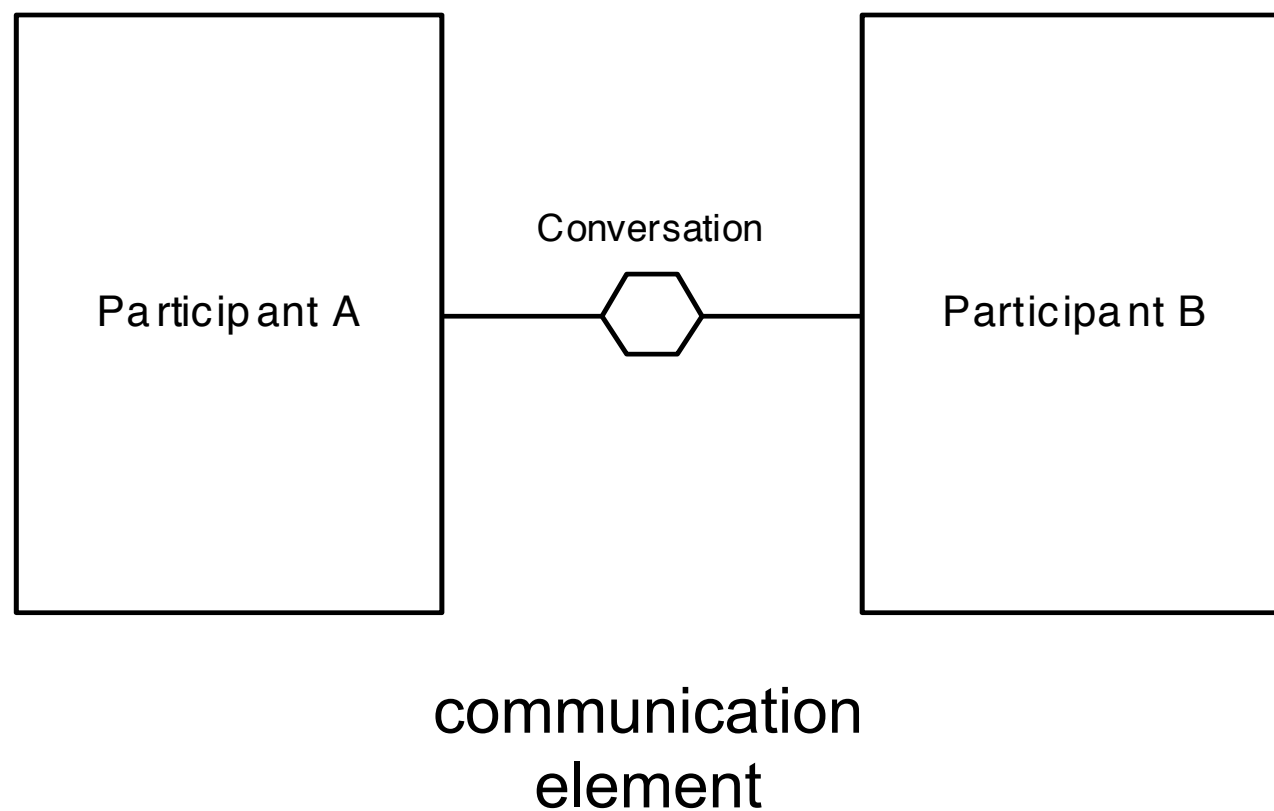 Conversation
Participant A
Participant B
communication
element